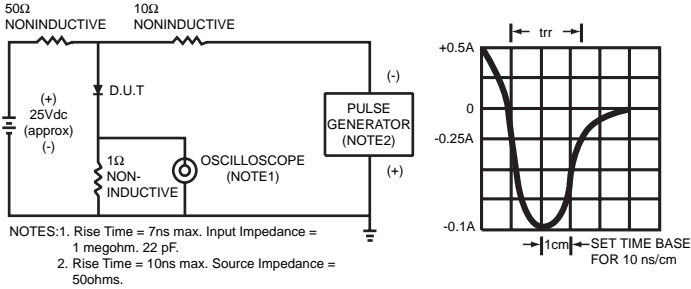 50Ω
NONINDUCTIVE
10Ω
NONINDUCTIVE
(+)
25Vdc
(approx)
(-)
D.U.T
1Ω
NON-
INDUCTIVE
OSCILLOSCOPE
(NOTE1)
(-)
PULSE
GENERATOR
(NOTE2)
(+)
NOTES:1. Rise Time = 7ns max. Input Impedance =
1 megohm. 22 pF.
2. Rise Time = 10ns max. Source Impedance =
50ohms.
trr
+0.5A
0
-0.25A
-0.1A
1cm
SET TIME BASE
FOR 10 ns/cm